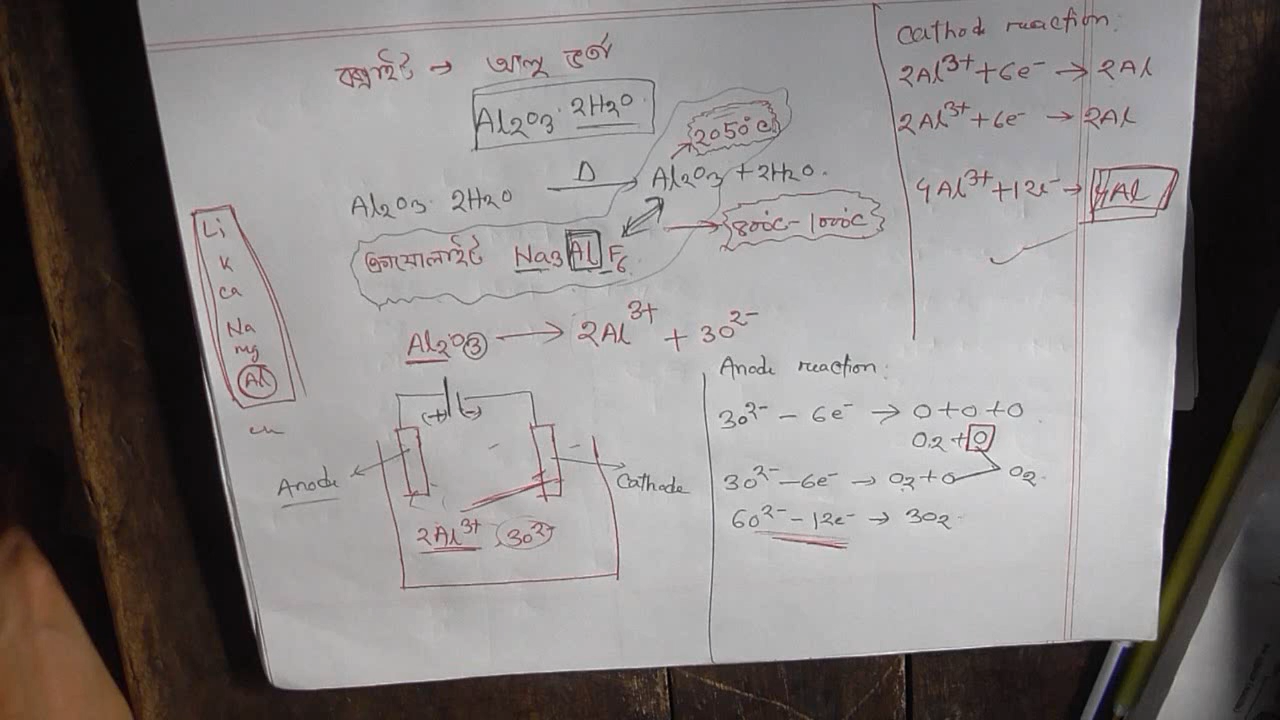 বক্সাইট → আলু ভর্তা
Al2O3·2H2O
Al2O3·2H2O —Δ→ Al2O3 + 2H2O.
2050°C
800°C - 1000°C
ক্রায়োলাইট Na3AlF6
Al2O3 → 2Al³⁺ + 3O²⁻
Li
K
Ca
Na
Mg
Al
(+) (-)
Anode
Cathode
2Al³⁺ 3O²⁻
Cathod reaction:
2Al³⁺ + 6e⁻ → 2Al
2Al³⁺ + 6e⁻ → 2Al
4Al³⁺ + 12e⁻ → 4Al
Anode reaction:
3O²⁻ - 6e⁻ → O + O + O
O2 + O
3O²⁻ - 6e⁻ → O2 + O
O2
6O²⁻ - 12e⁻ → 3O2